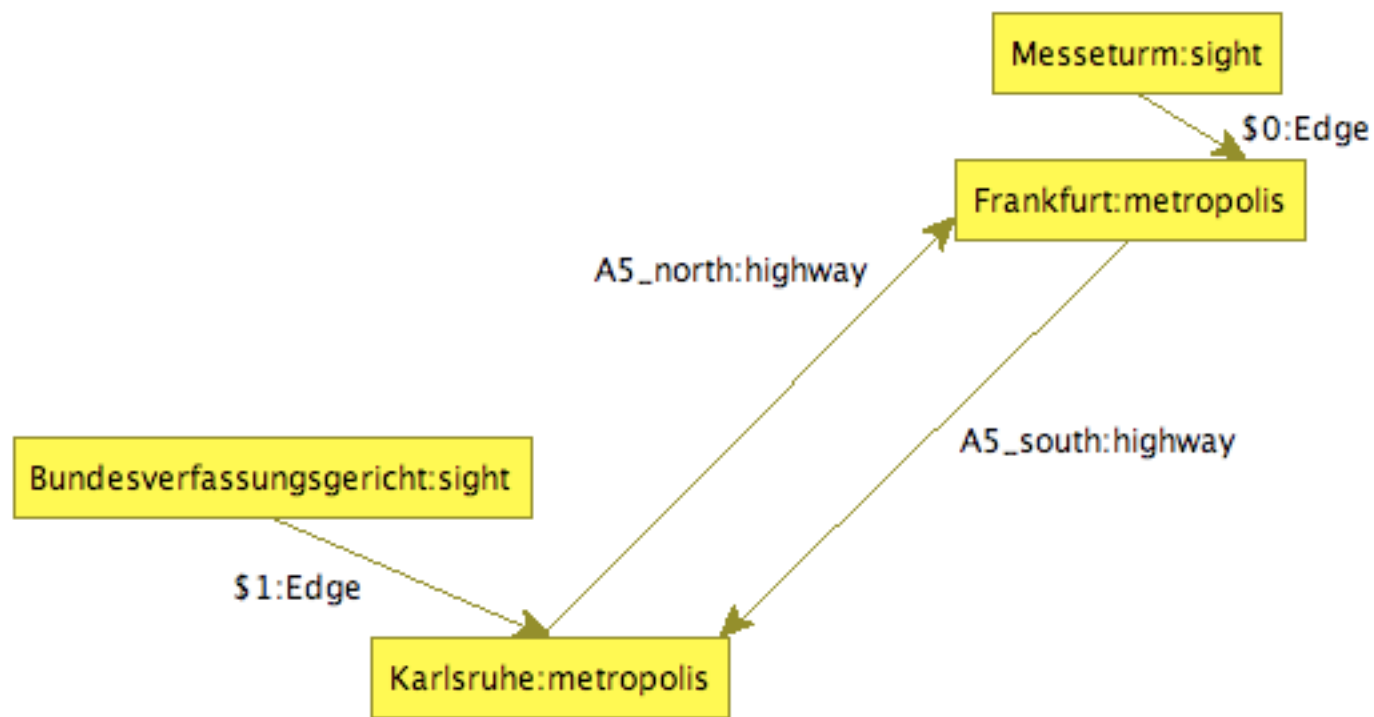 Messeturm:sight
$0:Edge
Frankfurt:metropolis
A5_north:highway
A5_south:highway
Bundesverfassungsgericht:sight
$1:Edge
Karlsruhe:metropolis